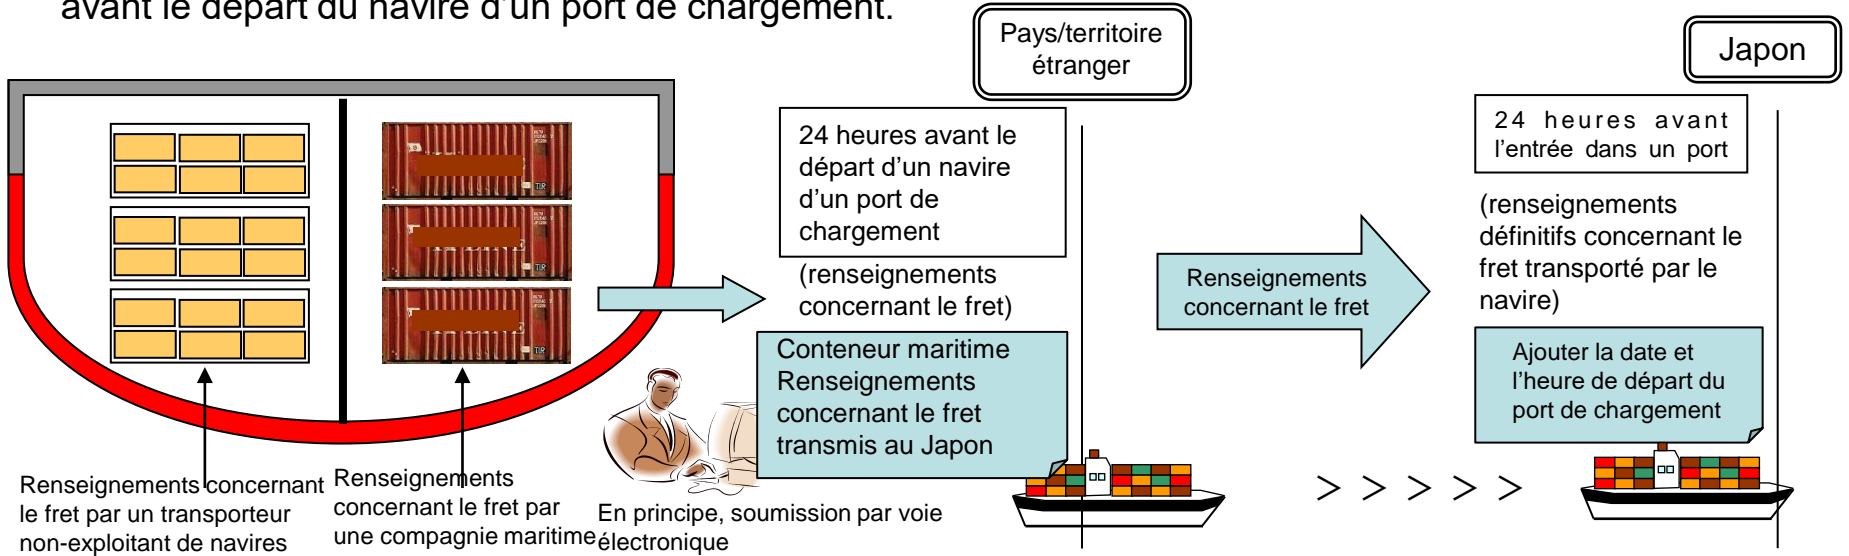 avant le départ du navire d'un port de chargement.
Pays/territoire
étranger
Japon
24 heures avant le
départ d’un navire
d’un port de
chargement
(renseignements
concernant le fret)
Conteneur maritime
Renseignements
concernant le fret
transmis au Japon
Renseignements
concernant le fret
24 heures avant
l’entrée dans un port
(renseignements
définitifs concernant le
fret transporté par le
navire)
Ajouter la date et
l’heure de départ du
port de chargement
Renseignements concernant
le fret par un transporteur
non-exploitant de navires
Renseignements
concernant le fret par
une compagnie maritime
En principe, soumission par voie
électronique
> > > > >